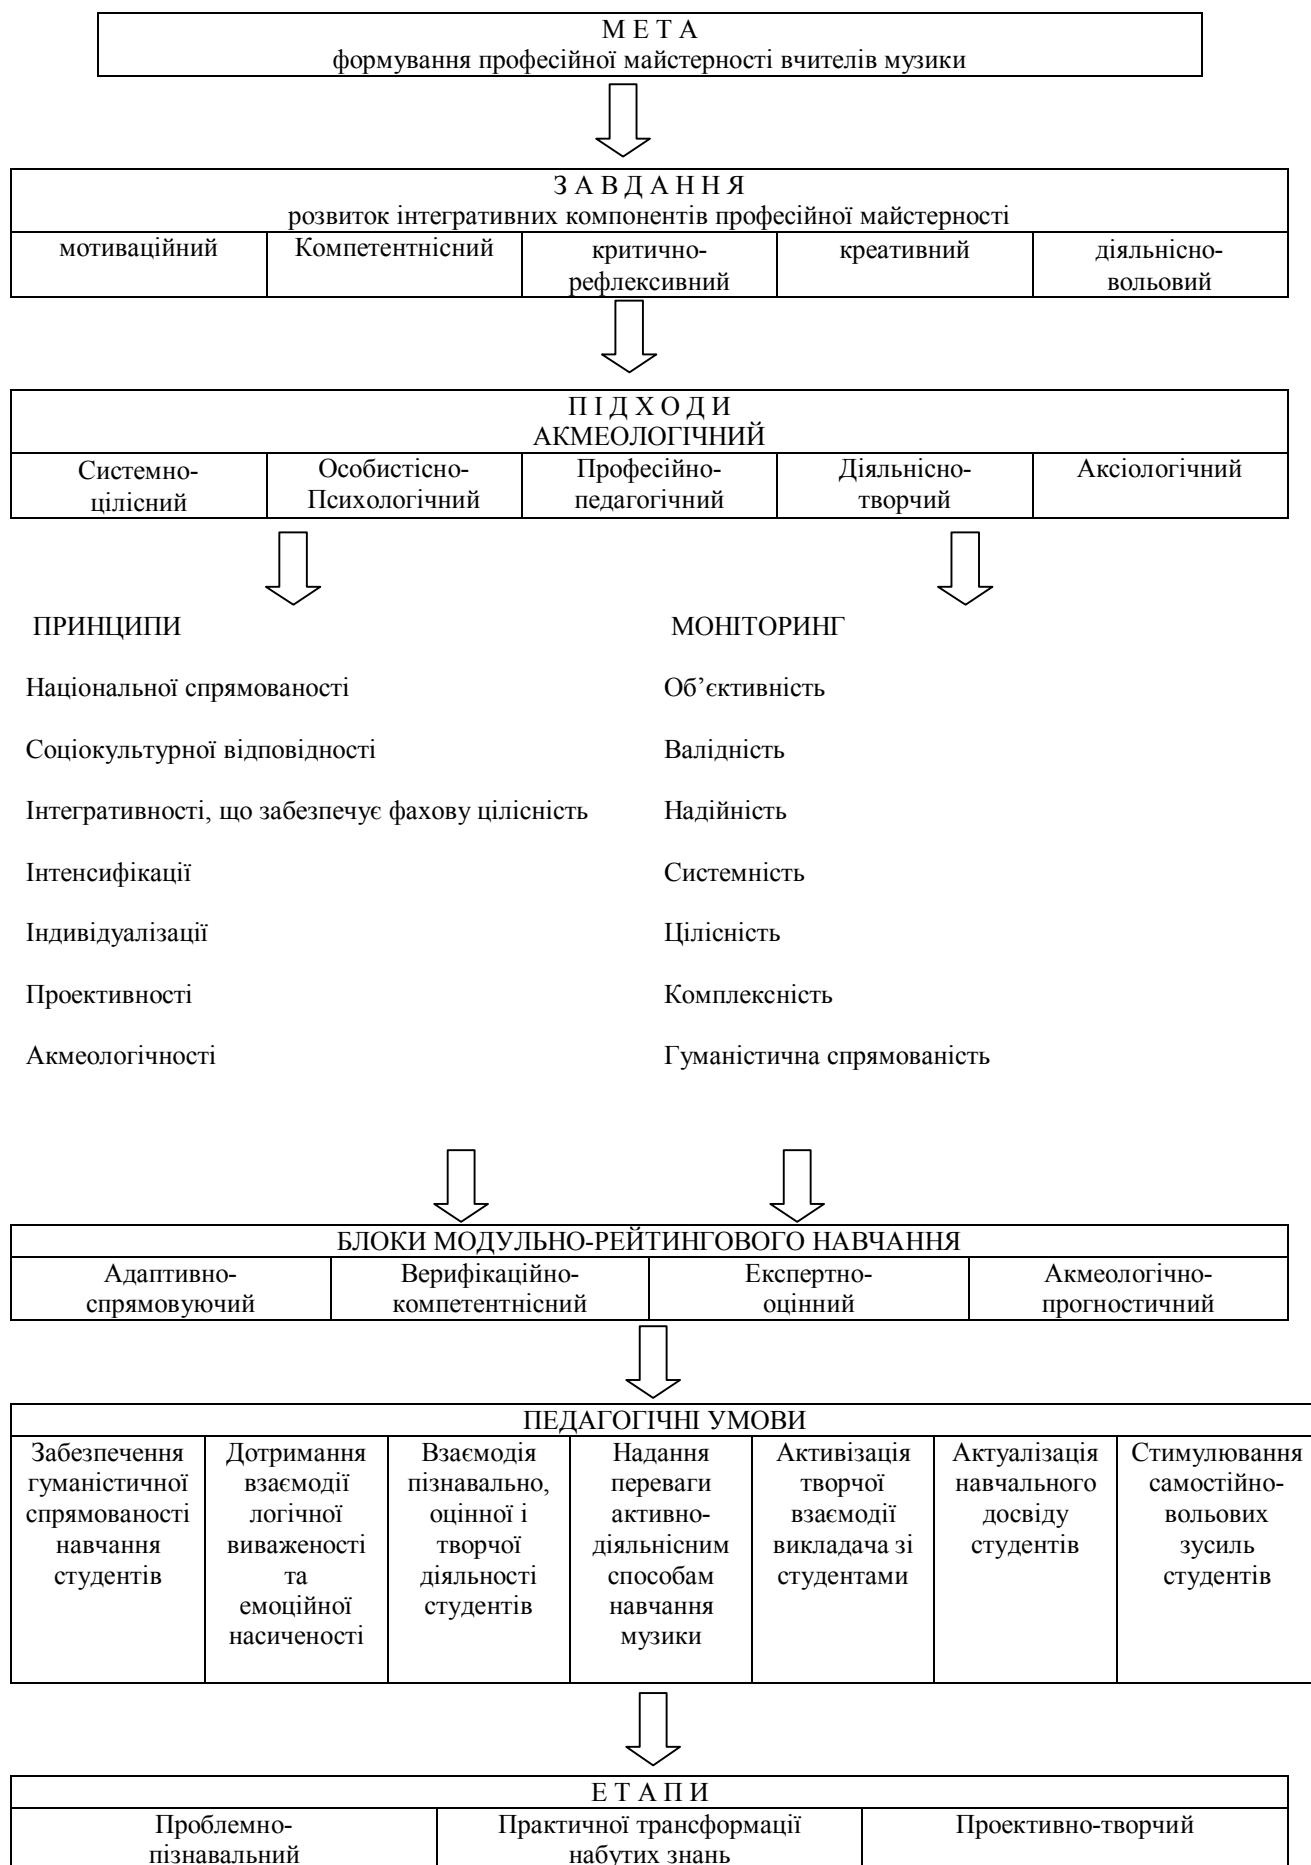 М Е Т А
формування професійної майстерності вчителів музики
З А В Д А Н Н Я
розвиток інтегративних компонентів професійної майстерності
мотиваційний
Компетентнісний
критично-
рефлексивний
креативний
діяльнісно-
вольовий
П І Д Х О Д И
АКМЕОЛОГІЧНИЙ
Системно-
цілісний
Особистісно-
Психологічний
Професійно-
педагогічний
Діяльнісно-
творчий
Аксіологічний
ПРИНЦИПИ
Національної спрямованості
Соціокультурної відповідності
Інтегративності, що забезпечує фахову цілісність
Інтенсифікації
Індивідуалізації
Проективності
Акмеологічності
МОНІТОРИНГ
Об’єктивність
Валідність
Надійність
Системність
Цілісність
Комплексність
Гуманістична спрямованість
БЛОКИ МОДУЛЬНО-РЕЙТИНГОВОГО НАВЧАННЯ
Адаптивно-
спрямовуючий
Верифікаційно-
компетентнісний
Експертно-
оцінний
Акмеологічно-
прогностичний
ПЕДАГОГІЧНІ УМОВИ
Забезпечення
гуманістичної
спрямованості
навчання
студентів
Дотримання
взаємодії
логічної
виваженості
та
емоційної
насиченості
Взаємодія
пізнавально,
оцінної і
творчої
діяльності
студентів
Надання
переваги
активно-
діяльнісним
способам
навчання
музики
Активізація
творчої
взаємодії
викладача зі
студентами
Актуалізація
навчального
досвіду
студентів
Стимулювання
самостійно-
вольових
зусиль
студентів
Е Т А П И
Проблемно-
пізнавальний
Практичної трансформації
набутих знань
Проективно-творчий